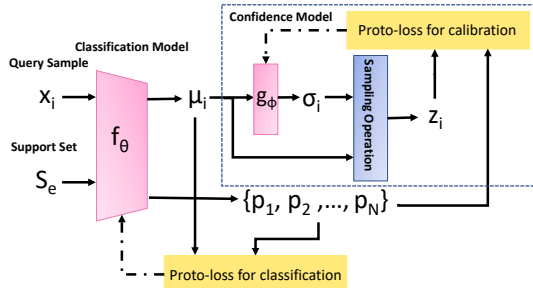 Confidence Model
Proto-loss for calibration
Classification Model
Query Sample
x_i
f_θ
μ_i
g_ϕ
σ_i
Sampling Operation
z_i
Support Set
S_e
{p_1, p_2 ,..., p_N}
Proto-loss for classification